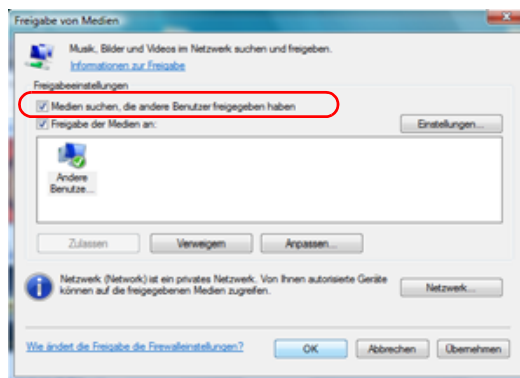 Freigabe von Medien
Musik, Bilder und Videos im Netzwerk suchen und freigeben.
Informationen zur Freigabe
Freigabeeinstellungen
Medien suchen, die andere Benutzer freigegeben haben
Freigabe der Medien an:
Einstellungen...
Andere
Benutze...
Zulassen
Verweigern
Anpassen...
Netzwerk (Network) ist ein privates Netzwerk. Von Ihnen autorisierte Geräte
können auf die freigegebenen Medien zugreifen.
Netzwerk...
Wie ändert die Freigabe die Firewalleinstellungen?
OK
Abbrechen
Übernehmen